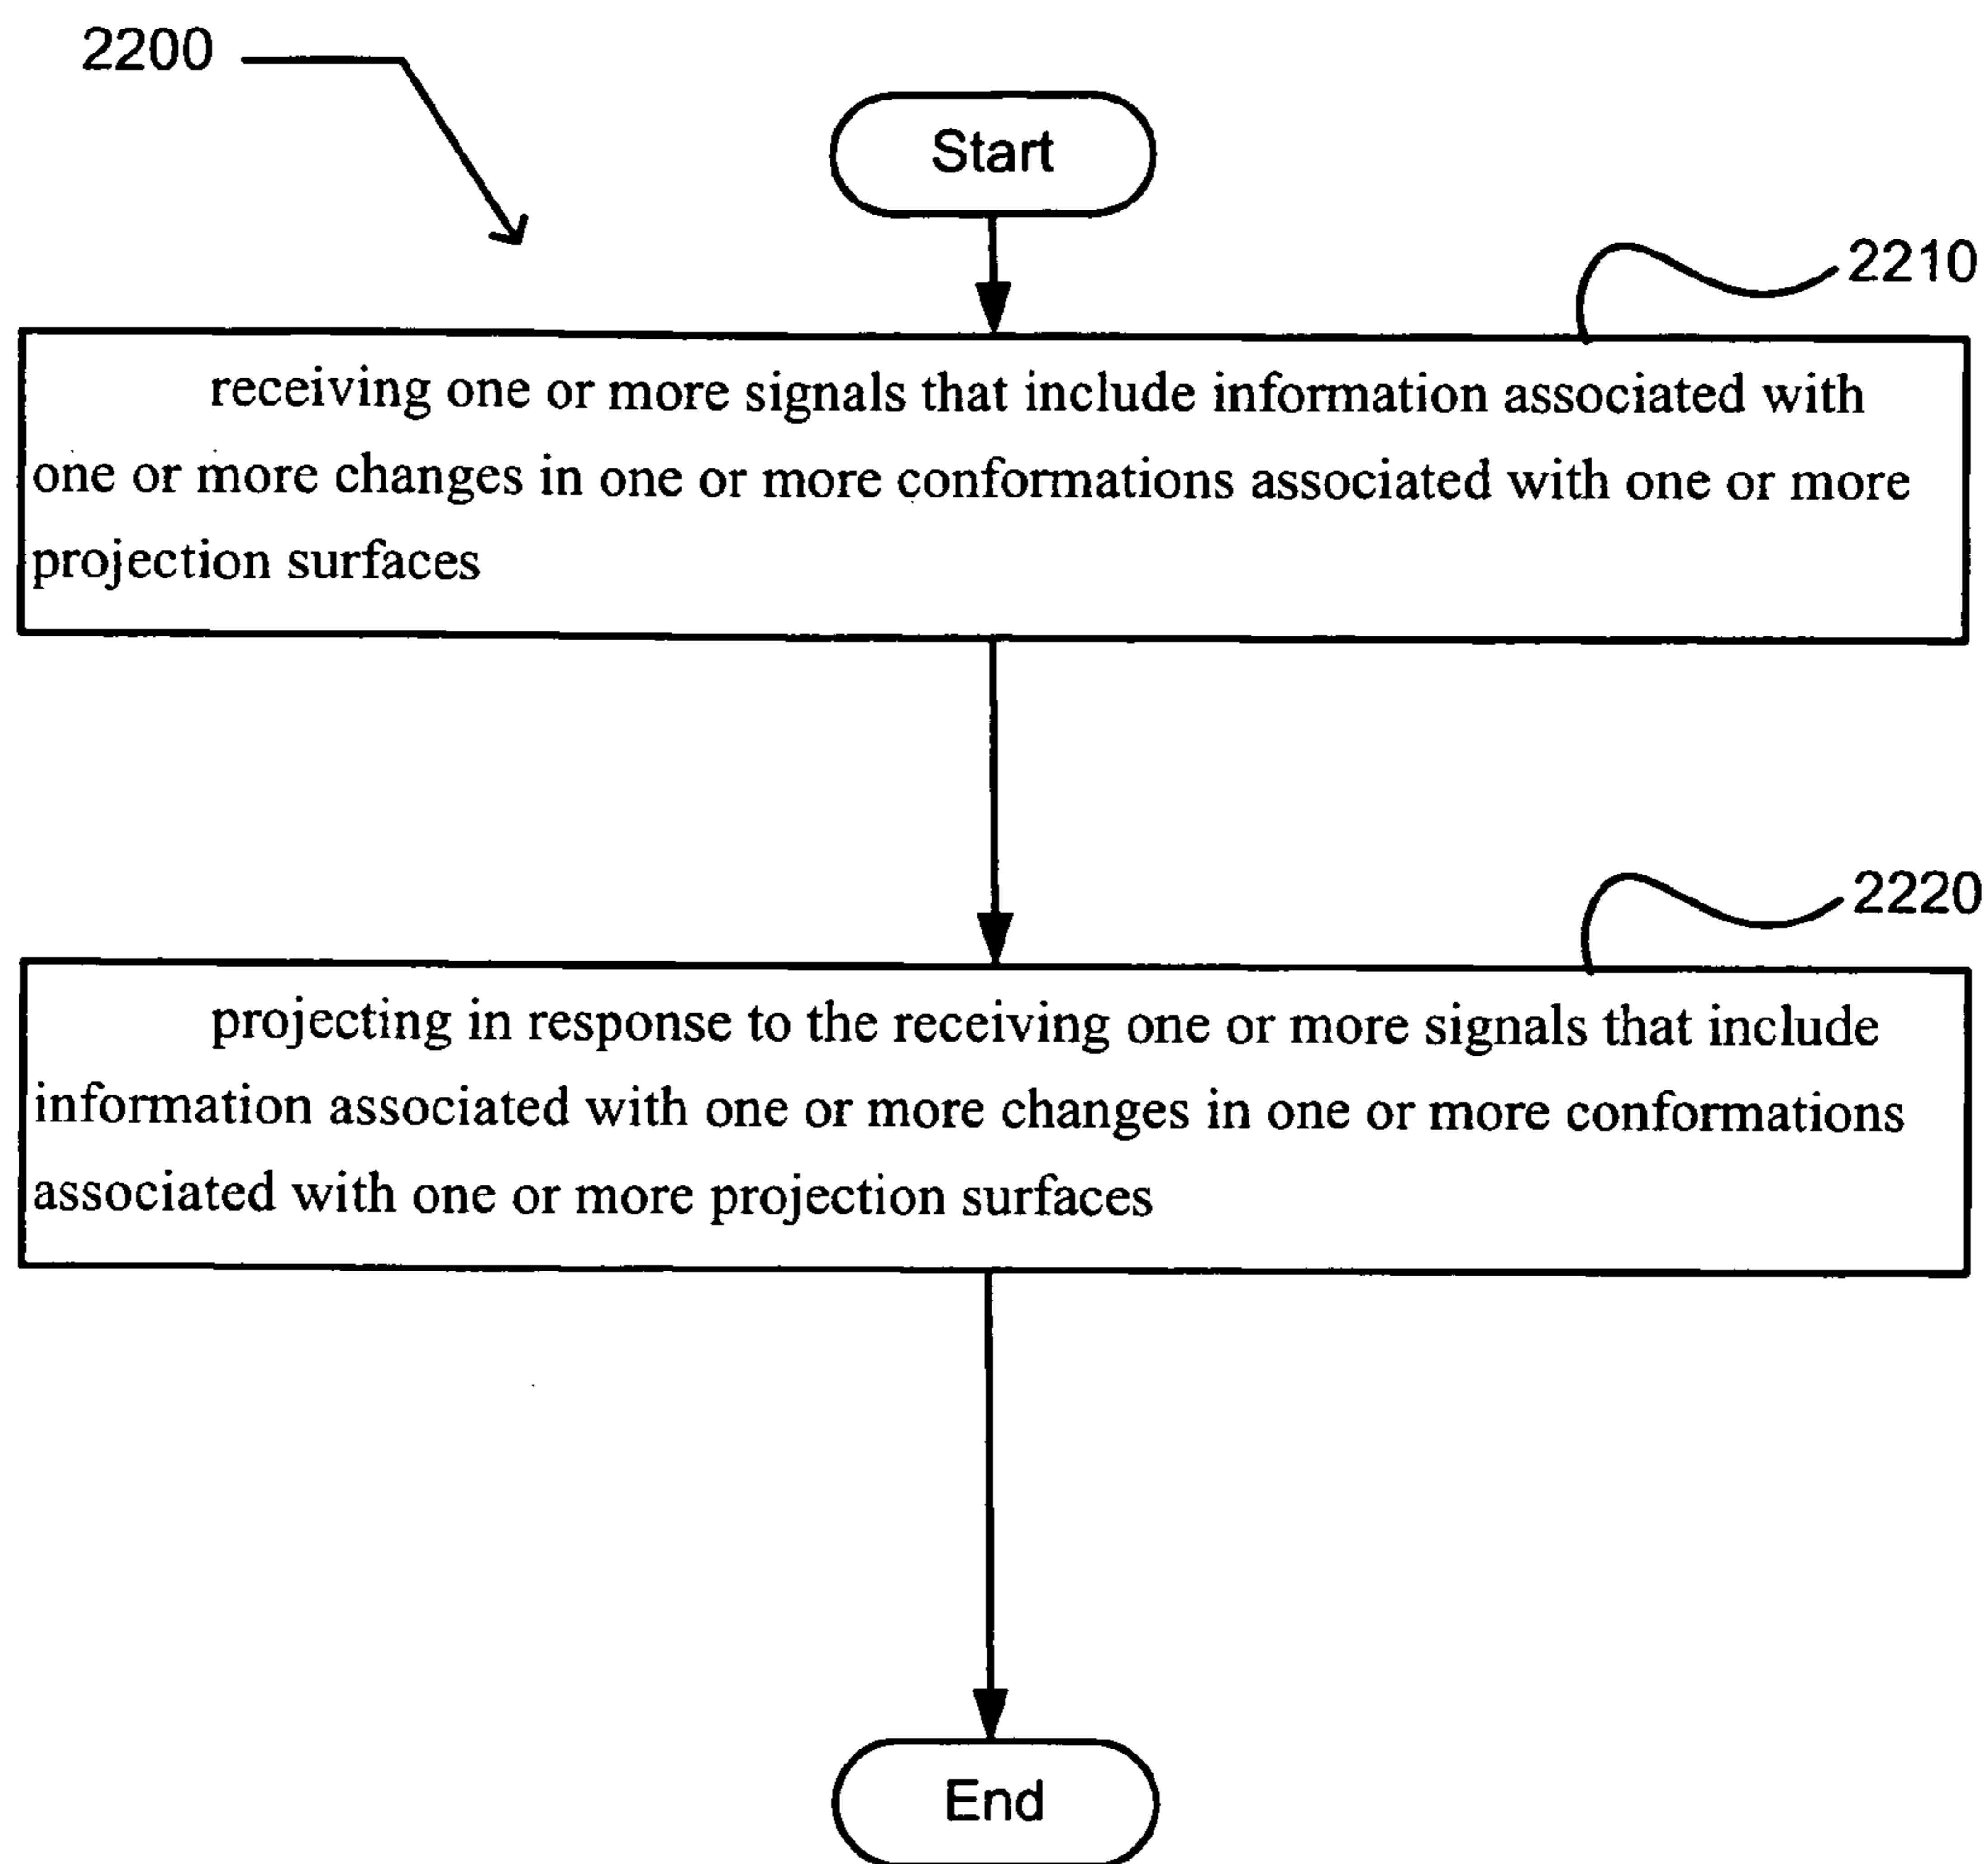 2200
Start
2210
receiving one or more signals that include information associated with
one or more changes in one or more conformations associated with one or more
projection surfaces
2220
projecting in response to the receiving one or more signals that include
information associated with one or more changes in one or more conformations
associated with one or more projection surfaces
End